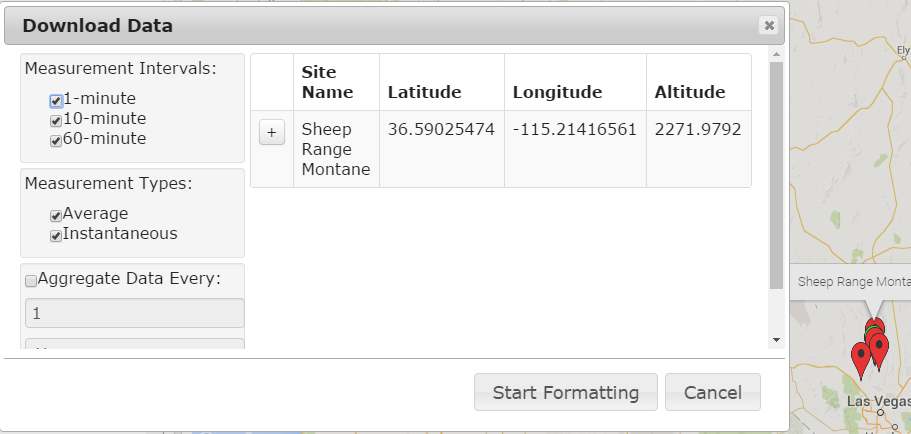 Download Data
Measurement Intervals:
1-minute
10-minute
60-minute
Measurement Types:
Average
Instantaneous
Aggregate Data Every:
1
Site Name
Latitude
Longitude
Altitude
+
Sheep
Range
Montane
36.59025474
-115.21416561
2271.9792
Start Formatting
Cancel
Ely
Sheep Range Monta
Las Vegas